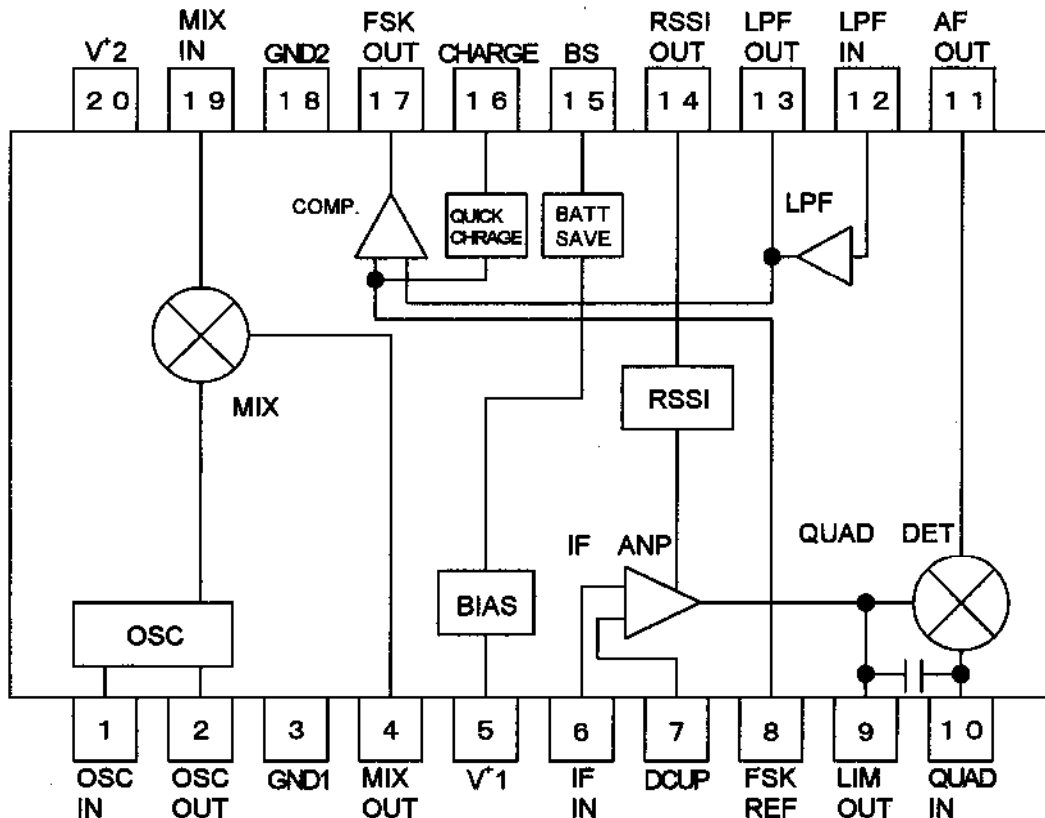 MIX FSK RSSI LPF LPF AF
V⁺2 IN GND2 OUT CHARGE BS OUT OUT IN OUT
20 19 18 17 16 15 14 13 12 11
COMP.
QUICK
CHRAGE
BATT
SAVE
LPF
MIX
RSSI
IF ANP
QUAD DET
BIAS
OSC
1 2 3 4 5 6 7 8 9 10
OSC OSC GND1 MIX V⁺1 IF DCUP FSK LIM QUAD
IN OUT OUT IN REF OUT IN